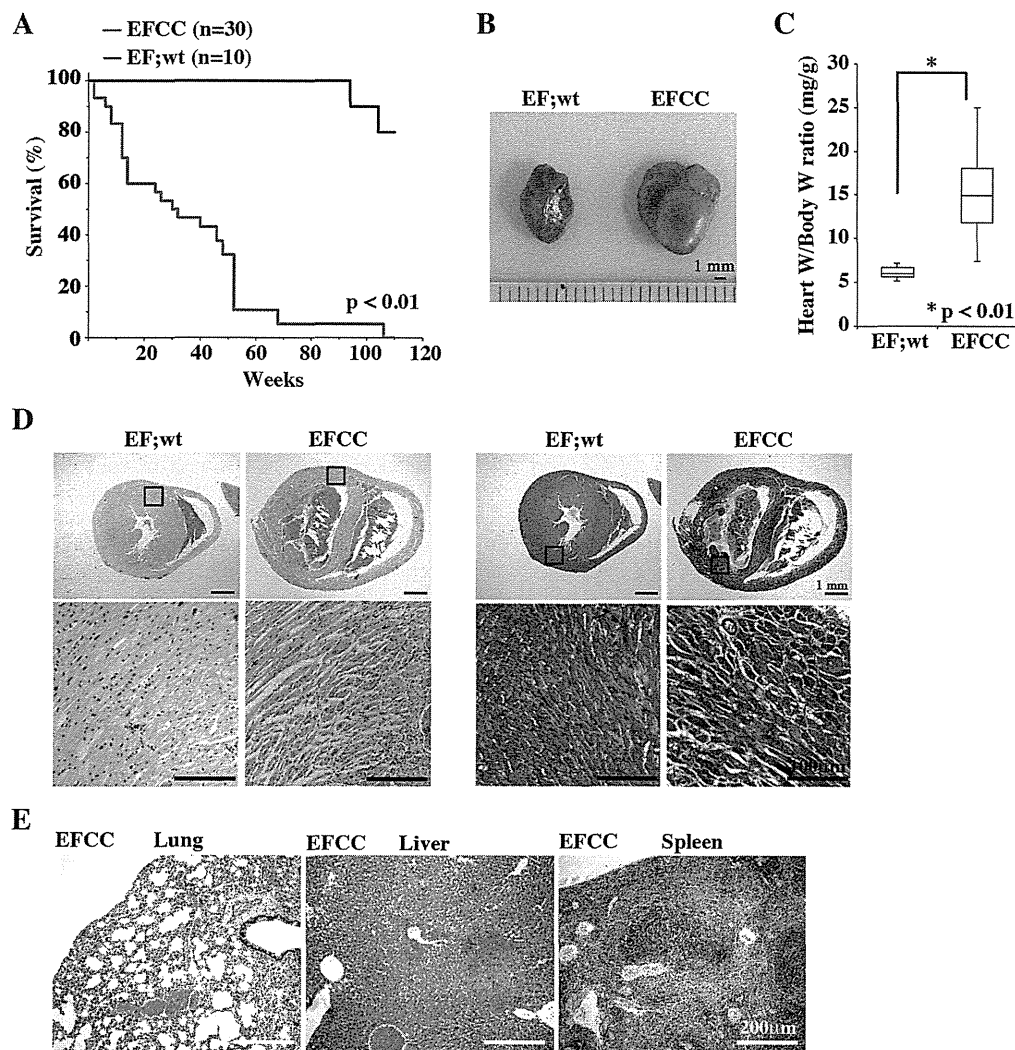 A
EFCC (n=30)
EF;wt (n=10)
Survival (%)
100
80
60
40
20
0
20
40
60
80
100
120
Weeks
p < 0.01
B
EF;wt
EFCC
1 mm
C
Heart W/Body W ratio (mg/g)
30
25
20
15
10
5
0
*
* p < 0.01
EF;wt
EFCC
D
EF;wt
EFCC
EF;wt
EFCC
1 mm
E
EFCC
Lung
EFCC
Liver
EFCC
Spleen
200μm